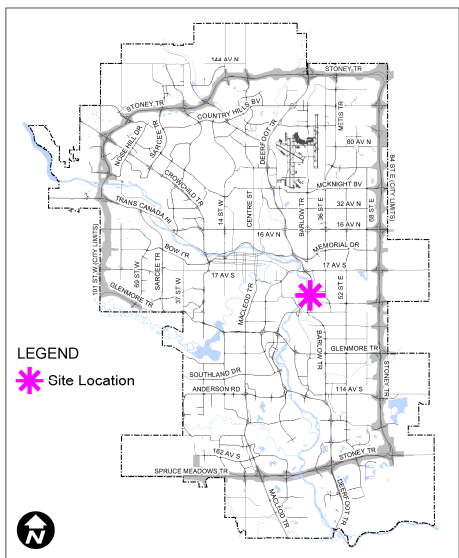 144 AV N
STONEY TR
STONEY TR
COUNTRY HILLS BV
METIS TR
NOSE HILL DR
SARCEE TR
DEERFOOT TR
80 AV N
84 ST E (CITY LIMITS)
CROWCHILD TR
MCKNIGHT BV
TRANS CANADA HI
14 ST W
CENTRE ST
BARLOW TR
36 ST E
32 AV N
68 ST E
16 AV N
16 AV N
101 ST W (CITY LIMITS)
BOW TR
MEMORIAL DR
69 ST W
SARCEE TR
37 ST W
17 AV S
17 AV S
52 ST E
GLENMORE TR
MACLEOD TR
BARLOW TR
GLENMORE TR
LEGEND
Site Location
SOUTHLAND DR
ANDERSON RD
114 AV S
STONEY TR
162 AV S
STONEY TR
SPRUCE MEADOWS TR
MACLEOD TR
DEERFOOT TR
N